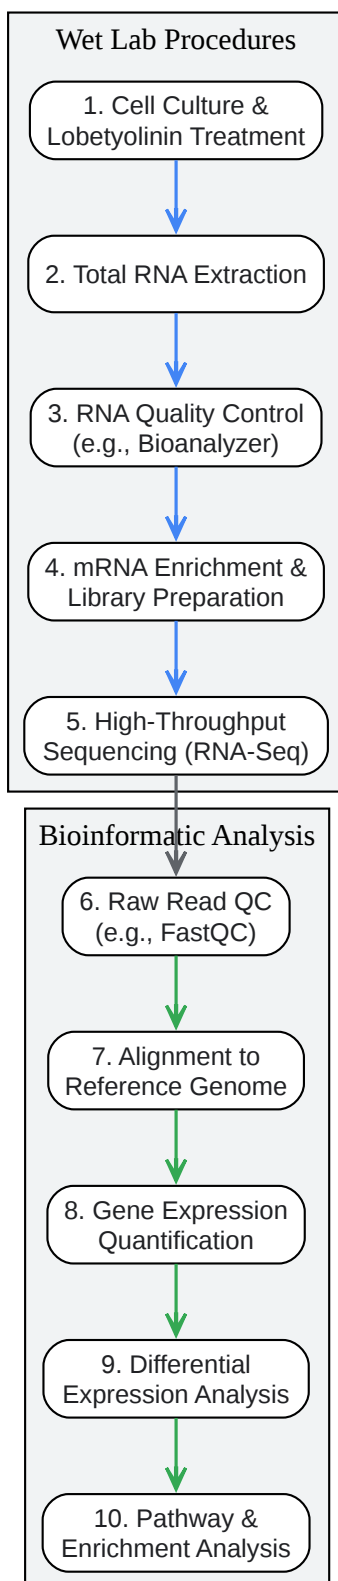 Wet Lab Procedures
1. Cell Culture &
Lobetyolinin Treatment
2. Total RNA Extraction
3. RNA Quality Control
(e.g., Bioanalyzer)
4. mRNA Enrichment &
Library Preparation
5. High-Throughput
Sequencing (RNA-Seq)
Bioinformatic Analysis
6. Raw Read QC
(e.g., FastQC)
7. Alignment to
Reference Genome
8. Gene Expression
Quantification
9. Differential
Expression Analysis
10. Pathway &
Enrichment Analysis